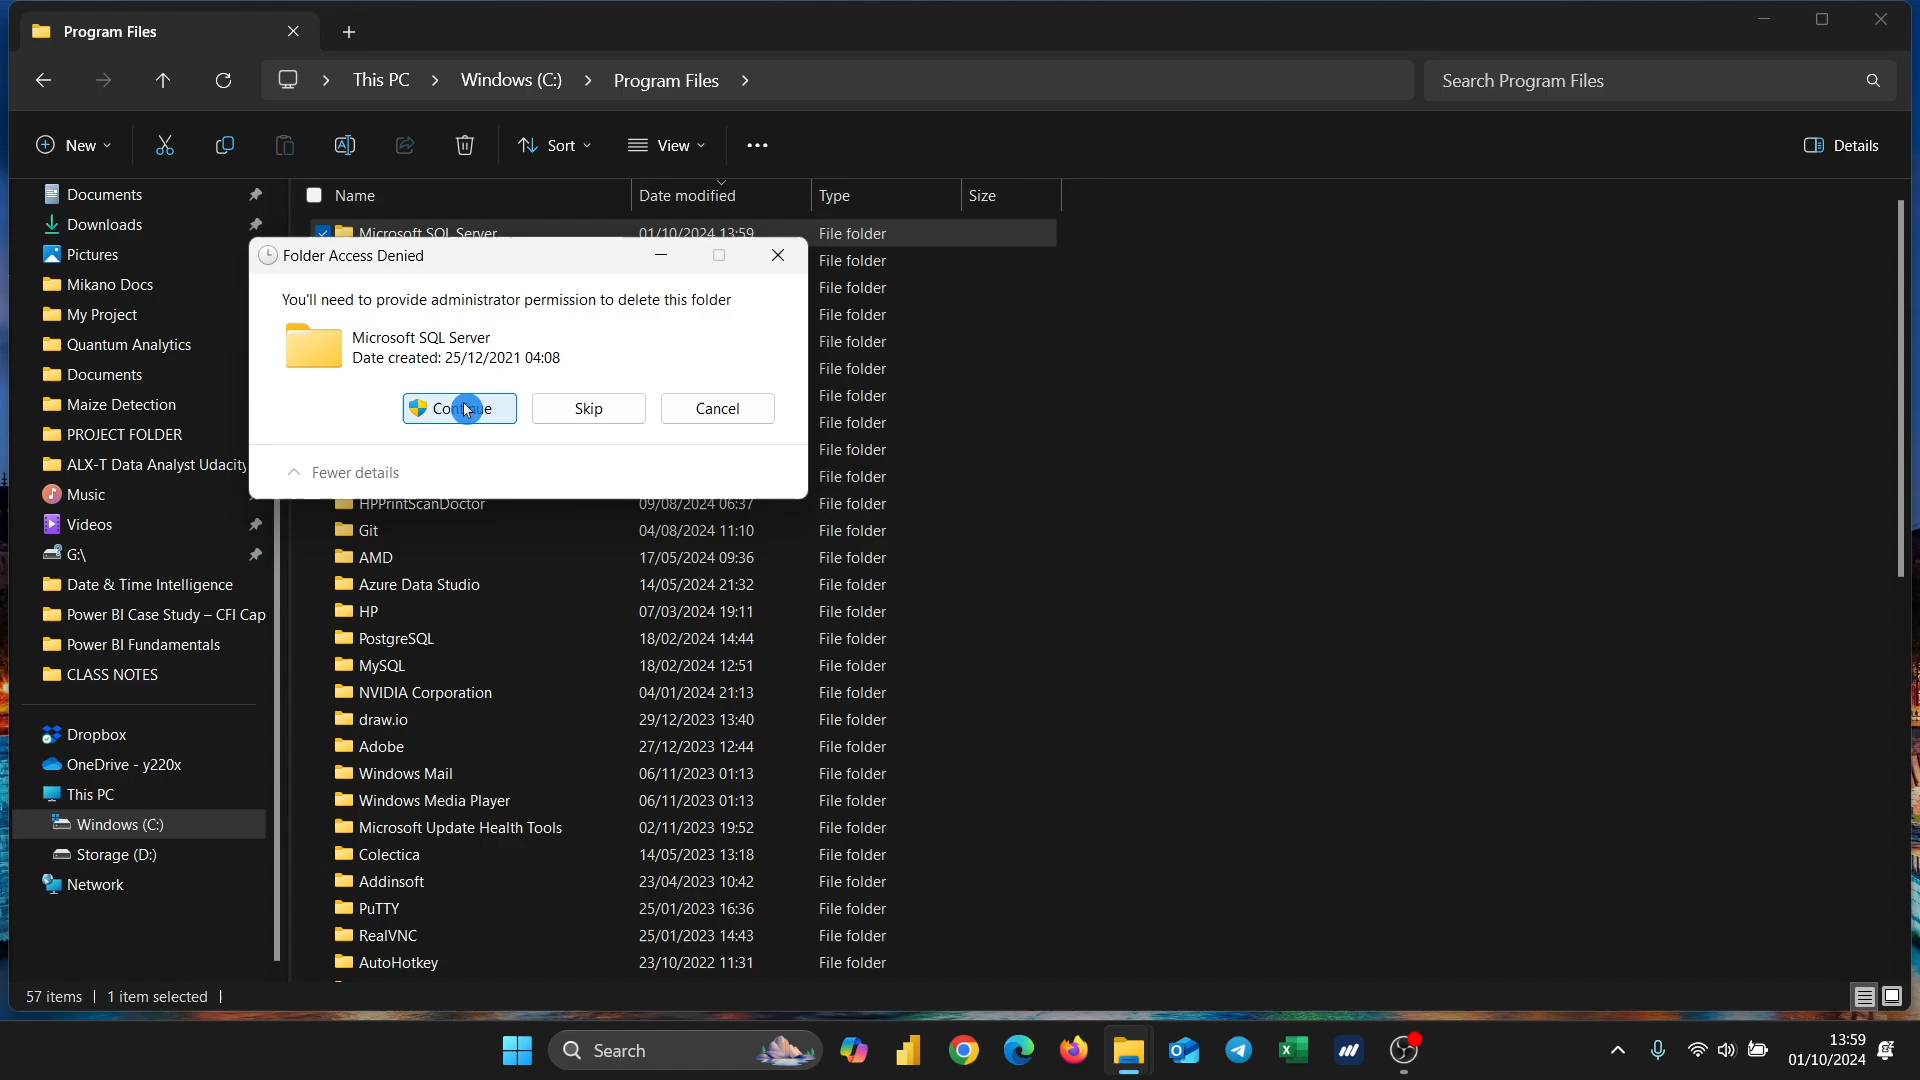 Program Files
This PC > Windows (C:) > Program Files >
Search Program Files
New
Sort
View
Details
Documents
Downloads
Pictures
Mikano Docs
My Project
Quantum Analytics
Documents
Maize Detection
PROJECT FOLDER
ALX-T Data Analyst Udacity
Music
Videos
G:\
Date & Time Intelligence
Power BI Case Study – CFI Cap
Power BI Fundamentals
CLASS NOTES
Dropbox
OneDrive - y220x
This PC
Windows (C:)
Storage (D:)
Network
Name Date modified Type Size
Microsoft SQL Server 01/10/2024 13:59 File folder
File folder
File folder
File folder
File folder
File folder
File folder
File folder
File folder
File folder
Folder Access Denied
You'll need to provide administrator permission to delete this folder
Microsoft SQL Server
Date created: 25/12/2021 04:08
Continue Skip Cancel
Fewer details
HPPrintScanDoctor 09/08/2024 06:37 File folder
Git 04/08/2024 11:10 File folder
AMD 17/05/2024 09:36 File folder
Azure Data Studio 14/05/2024 21:32 File folder
HP 07/03/2024 19:11 File folder
PostgreSQL 18/02/2024 14:44 File folder
MySQL 18/02/2024 12:51 File folder
NVIDIA Corporation 04/01/2024 21:13 File folder
draw.io 29/12/2023 13:40 File folder
Adobe 27/12/2023 12:44 File folder
Windows Mail 06/11/2023 01:13 File folder
Windows Media Player 06/11/2023 01:13 File folder
Microsoft Update Health Tools 02/11/2023 19:52 File folder
Colectica 14/05/2023 13:18 File folder
Addinsoft 23/04/2023 10:42 File folder
PuTTY 25/01/2023 16:36 File folder
RealVNC 25/01/2023 14:43 File folder
AutoHotkey 23/10/2022 11:31 File folder
57 items | 1 item selected |
Search
13:59
01/10/2024